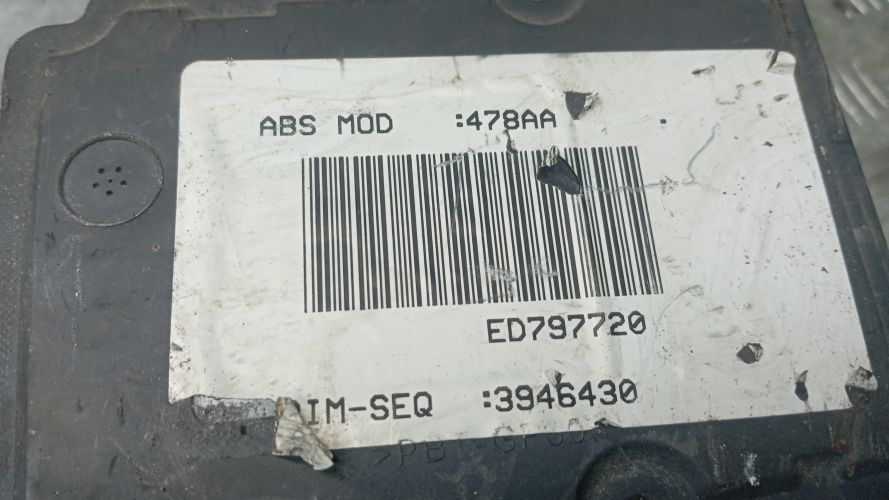 ABS MOD :478AA
ED797720
IM-SEQ :3946430